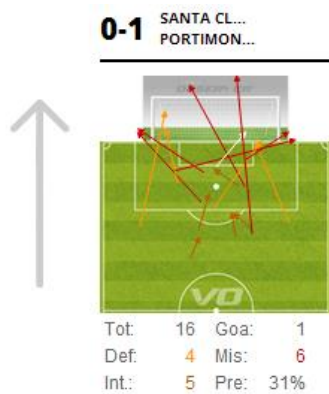 0-1 SANTA CL...
PORTIMON...
VO
Tot: 16 Goa: 1
Def: 4 Mis: 6
Int.: 5 Pre: 31%